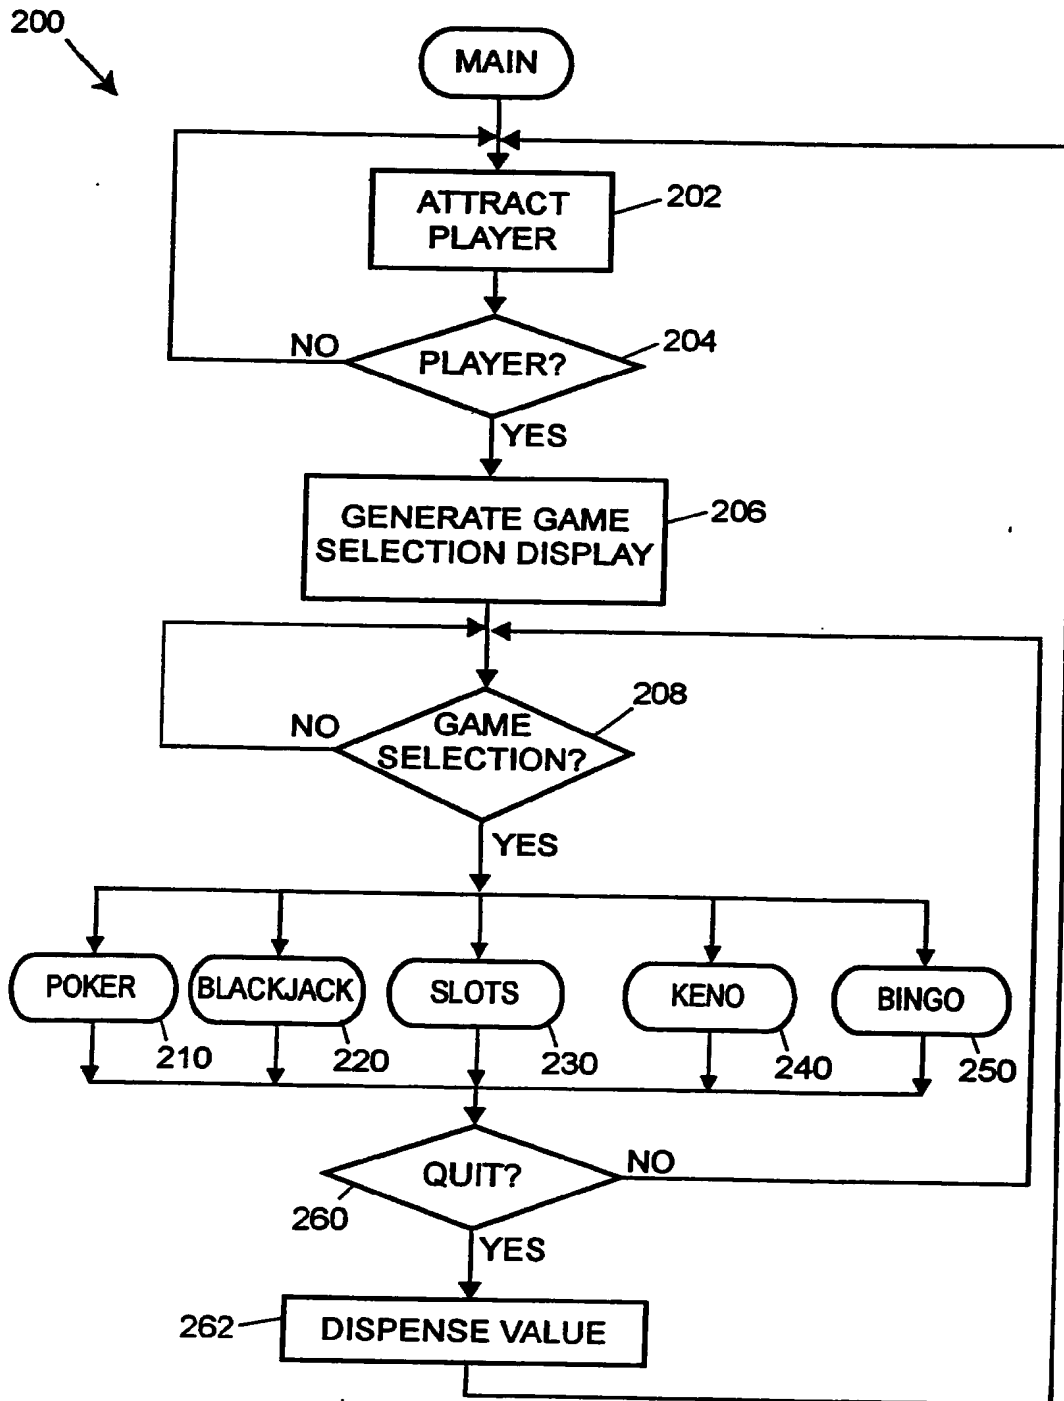 200
MAIN
ATTRACT
PLAYER
202
PLAYER?
204
NO
YES
GENERATE GAME
SELECTION DISPLAY
206
GAME
SELECTION?
208
NO
YES
POKER
BLACKJACK
SLOTS
KENO
BINGO
210
220
230
240
250
QUIT?
NO
260
YES
262
DISPENSE VALUE